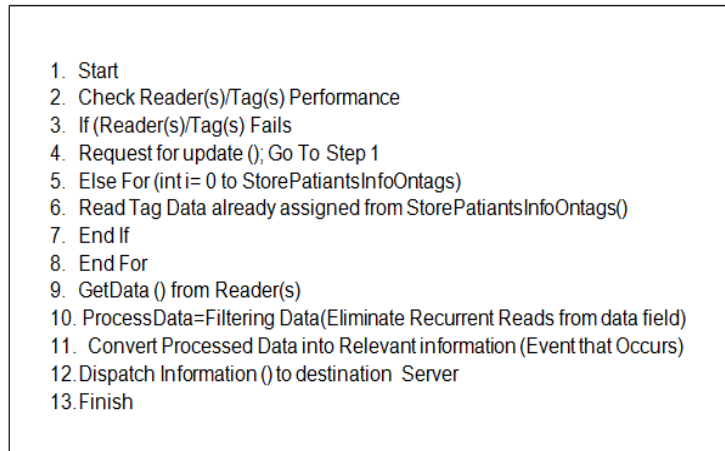 1. Start
2. Check Reader(s)/Tag(s) Performance
3. If (Reader(s)/Tag(s) Fails
4. Request for update (); Go To Step 1
5. Else For (int i= 0 to StorePatiantsInfoOntags)
6. Read Tag Data already assigned from StorePatiantsInfoOntags()
7. End If
8. End For
9. GetData () from Reader(s)
10. ProcessData=Filtering Data(Eliminate Recurrent Reads from data field)
11. Convert Processed Data into Relevant information (Event that Occurs)
12. Dispatch Information () to destination Server
13. Finish